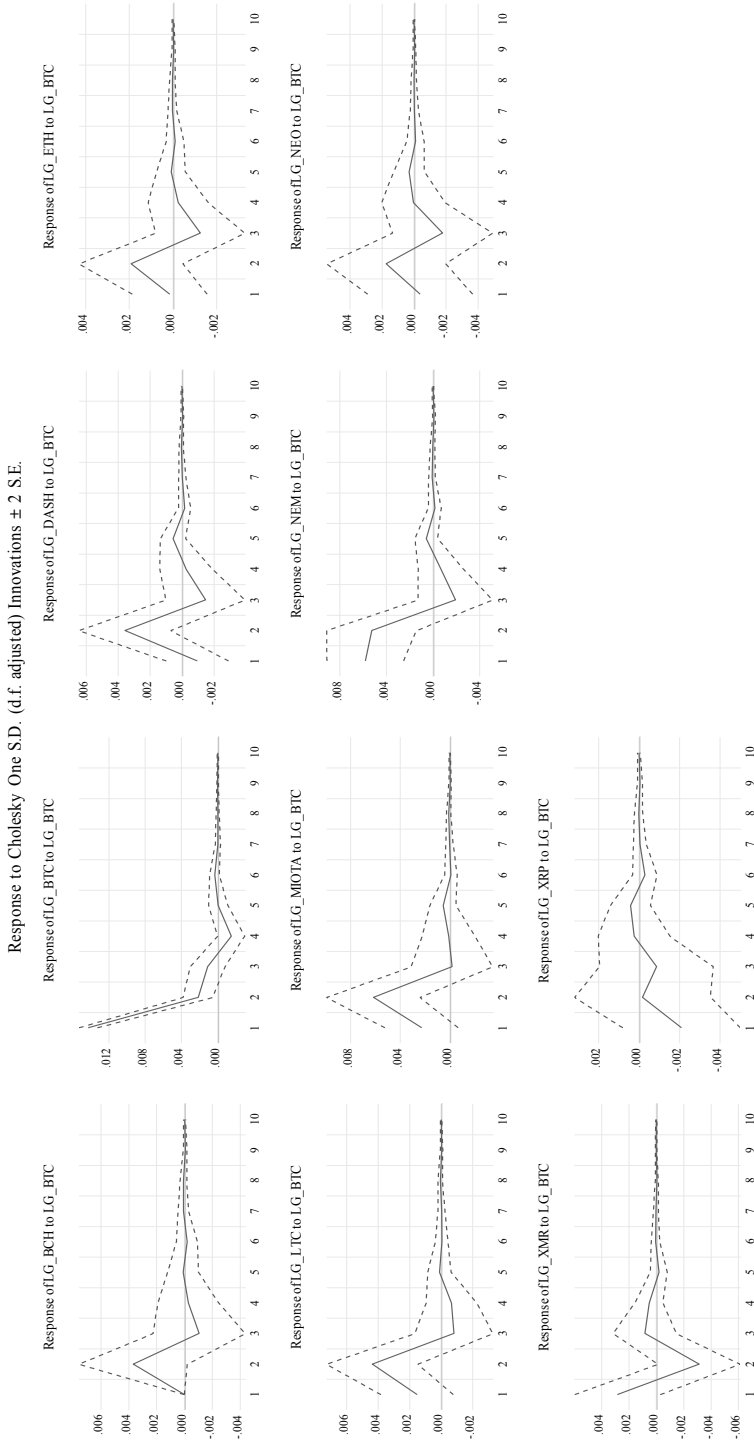 Response to Cholesky One S.D. (d.f. adjusted) Innovations ± 2 S.E.
Response of LG_BCH to LG_BTC
.006
.004
.002
.000
-.002
-.004
1 2 3 4 5 6 7 8 9 10
Response of LG_BTC to LG_BTC
.012
.008
.004
.000
1 2 3 4 5 6 7 8 9 10
Response of LG_DASH to LG_BTC
.006
.004
.002
.000
-.002
1 2 3 4 5 6 7 8 9 10
Response of LG_ETH to LG_BTC
.004
.002
.000
-.002
1 2 3 4 5 6 7 8 9 10
Response of LG_LTC to LG_BTC
.006
.004
.002
.000
-.002
1 2 3 4 5 6 7 8 9 10
Response of LG_MIOTA to LG_BTC
.008
.004
.000
1 2 3 4 5 6 7 8 9 10
Response of LG_NEM to LG_BTC
.008
.004
.000
-.004
1 2 3 4 5 6 7 8 9 10
Response of LG_NEO to LG_BTC
.004
.002
.000
-.002
-.004
1 2 3 4 5 6 7 8 9 10
Response of LG_XMR to LG_BTC
.004
.002
.000
-.002
-.004
-.006
1 2 3 4 5 6 7 8 9 10
Response of LG_XRP to LG_BTC
.002
.000
-.002
-.004
1 2 3 4 5 6 7 8 9 10